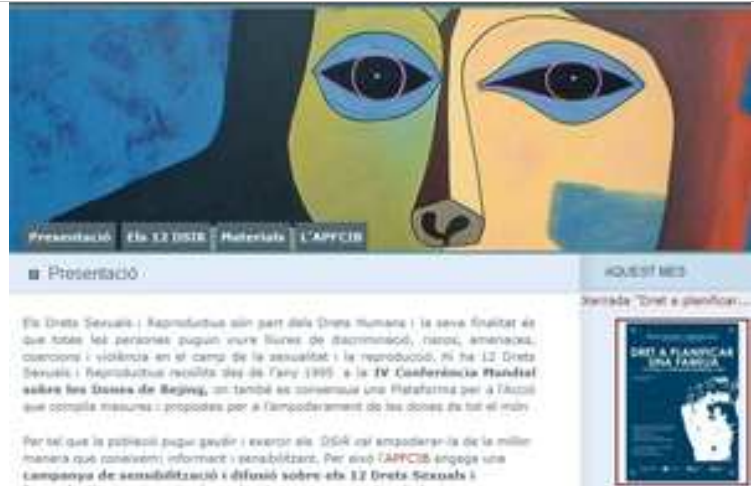 Presentació Els 12 DSIR Materials L'APFCIB
Presentació
Els Drets Sexuals i Reproductius són part dels Drets Humans i la seva finalitat és
que totes les persones puguin viure lliures de discriminació, riscos, amenaces,
coercions i violència en el camp de la sexualitat i la reproducció. Hi ha 12 Drets
Sexuals i Reproductius recollits des de l'any 1995 a la IV Conferència Mundial
sobre les Dones de Bejing, on també es consensua una Plataforma per a l'Acció
que compila mesures i propostes per a l'empoderament de les dones de tot el món
Per tal que la població pugui gaudir i exercir els DSIR cal empoderar-la de la millor
manera que coneixem: informant i sensibilitzant. Per això l'APFCIB engega una
campanya de sensibilització i difusió sobre els 12 Drets Sexuals i
AQUEST MES
Xerrada "Dret a planificar...
DRET A PLANIFICAR
UNA FAMÍLIA